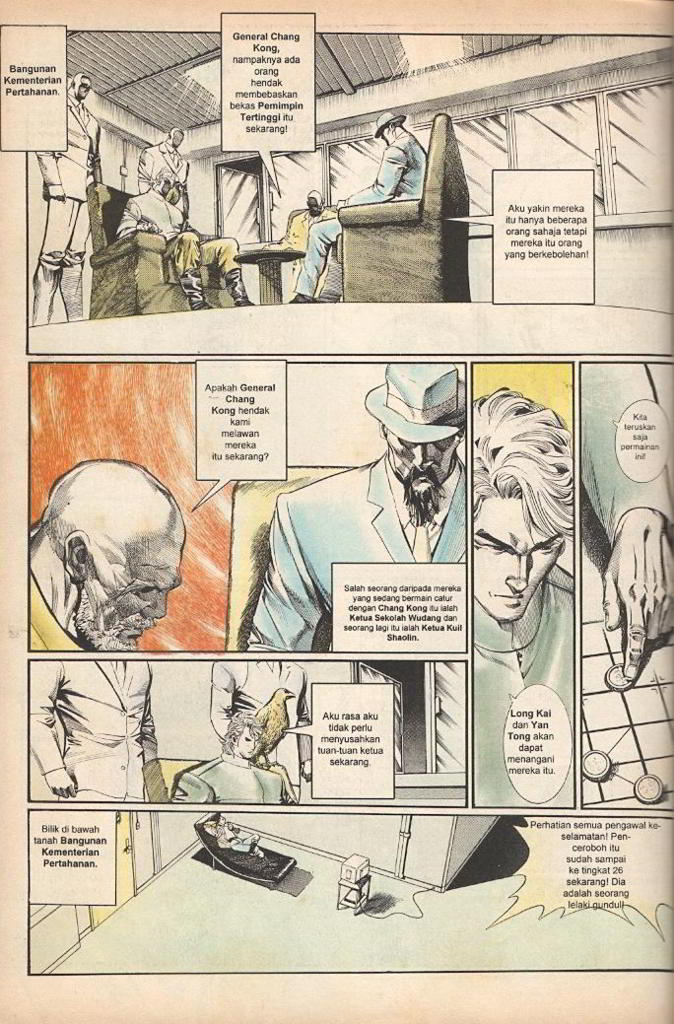 Bangunan
Kementerian
Pertahanan.
General Chang
Kong,
nampaknya ada
orang
hendak
membebaskan
bekas Pemimpin
Tertinggi itu
sekarang!
Aku yakin mereka
itu hanya beberapa
orang sahaja tetapi
mereka itu orang
yang berkebolehan!
Apakah General
Chang
Kong hendak
kami
melawan
mereka
itu sekarang?
Salah seorang daripada mereka
yang sedang bermain catur
dengan Chang Kong itu ialah
Ketua Sekolah Wudang dan
seorang lagi itu ialah Ketua Kuil
Shaolin.
Kita
teruskan
saja
permainan
ini!
Aku rasa aku
tidak perlu
menyusahkan
tuan-tuan ketua
sekarang.
Long Kai
dan Yan
Tong akan
dapat
menangani
mereka itu.
Bilik di bawah
tanah Bangunan
Kementerian
Pertahanan.
Perhatian semua pengawal ke-
selamatan! Pen-
ceroboh itu
sudah sampai
ke tingkat 26
sekarang! Dia
adalah seorang
lelaki gundul!